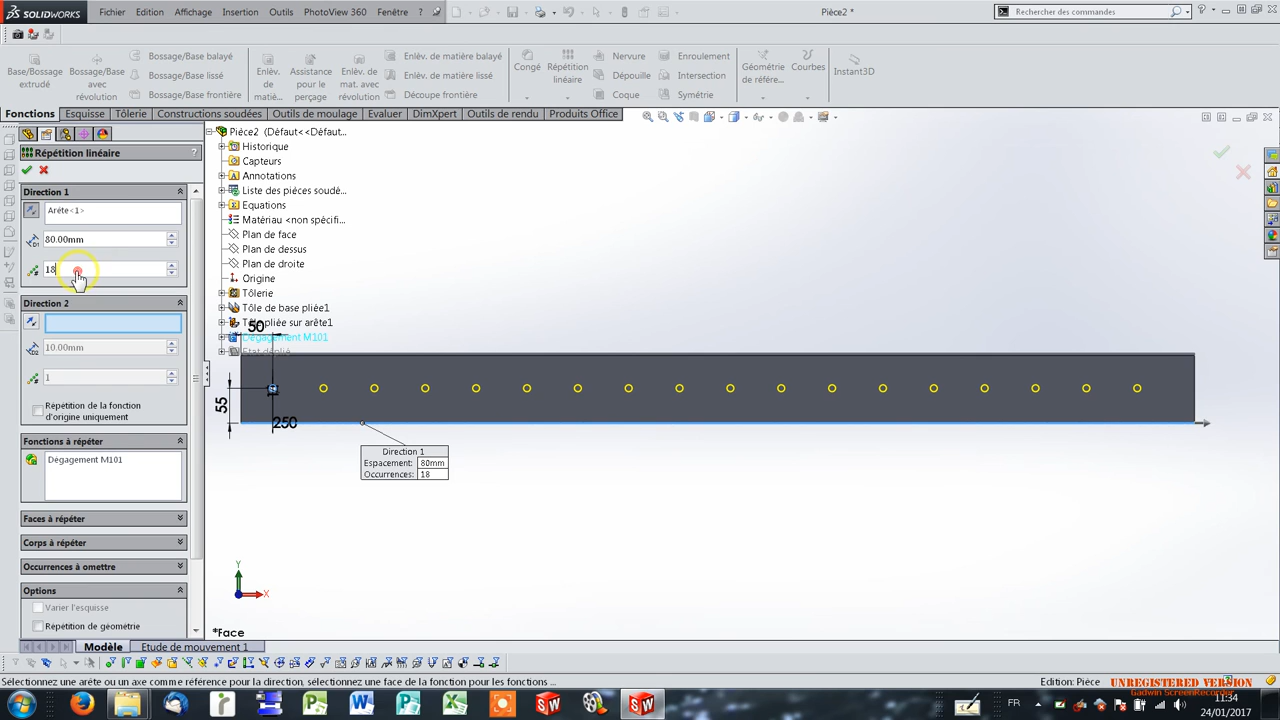 SOLIDWORKS Fichier Edition Affichage Insertion Outils PhotoView 360 Fenêtre ? Pièce2 * Rechercher des commandes
Base/Bossage extrudé
Bossage/Base avec révolution
Bossage/Base balayé
Bossage/Base lissé
Bossage/Base frontière
Enlèv. de matiè...
Assistance pour le perçage
Enlèv. de mat. avec révolution
Enlèv. de matière balayé
Enlèv. de matière lissé
Découpe frontière
Congé
Répétition linéaire
Nervure
Dépouille
Coque
Enroulement
Intersection
Symétrie
Géométrie de référe...
Courbes
Instant3D
Fonctions Esquisse Tôlerie Constructions soudées Outils de moulage Evaluer DimXpert Outils de rendu Produits Office
Répétition linéaire ?
Direction 1
Arête<1>
80.00mm
18
Direction 2
10.00mm
1
Répétition de la fonction
d'origine uniquement
Fonctions à répéter
Dégagement M101
Faces à répéter
Corps à répéter
Occurrences à omettre
Options
Varier l'esquisse
Répétition de géométrie
Pièce2 (Défaut<<Défaut...
Historique
Capteurs
Annotations
Liste des pièces soudé...
Equations
Matériau <non spécifi...
Plan de face
Plan de dessus
Plan de droite
Origine
Tôlerie
Tôle de base pliée1
Tôle pliée sur arête1
Dégagement M101
Etat déplié
50
55
250
Direction 1
Espacement: 80mm
Occurrences: 18
Y
X
*Face
Modèle Etude de mouvement 1
Sélectionnez une arête ou un axe comme référence pour la direction, sélectionnez une face de la fonction pour les fonctions ... Edition: Pièce
UNREGISTERED VERSION
Gadwin ScreenRecorder
FR
11:34
24/01/2017